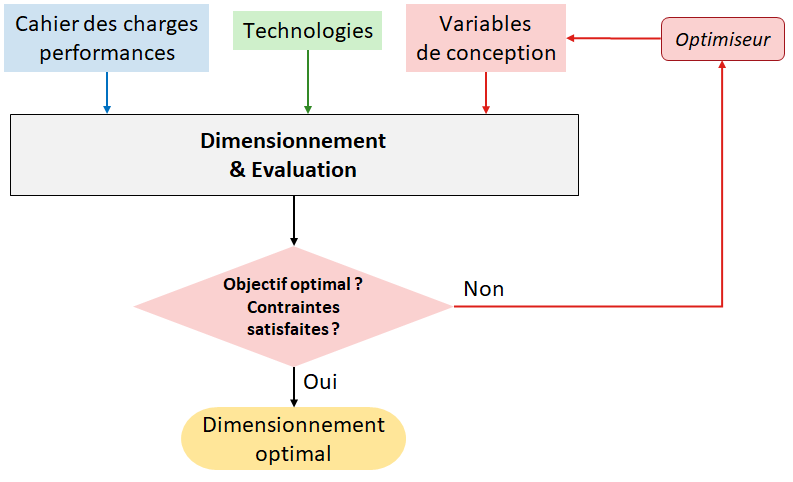 Cahier des charges
performances
Technologies
Variables
de conception
Optimiseur
Dimensionnement
& Evaluation
Objectif optimal ?
Contraintes
satisfaites ?
Non
Oui
Dimensionnement
optimal